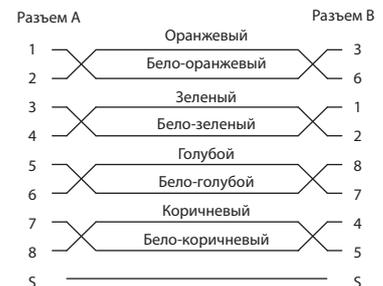 Разъем A Разъем B
Оранжевый
1 3
Бело-оранжевый
2 6
Зеленый
3 1
Бело-зеленый
4 2
Голубой
5 8
Бело-голубой
6 7
Коричневый
7 4
Бело-коричневый
8 5
S S